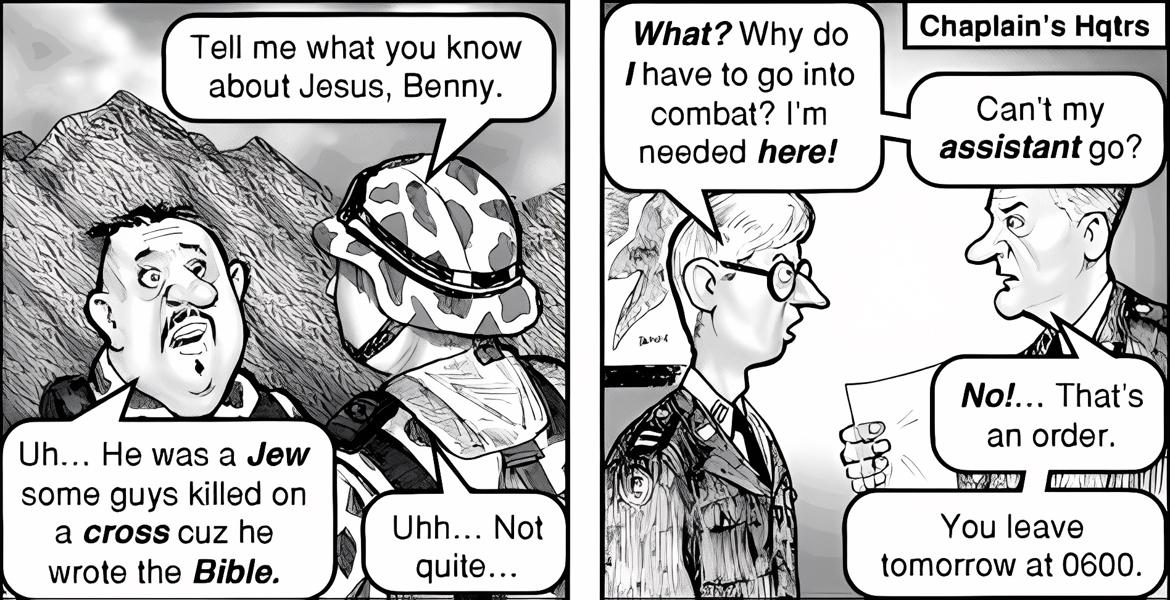 Tell me what you know
about Jesus, Benny.
Uh... He was a Jew
some guys killed on
a cross cuz he
wrote the Bible.
Uhh... Not
quite...
Chaplain's Hqtrs
What? Why do
I have to go into
combat? I'm
needed here!
Can't my
assistant go?
No!... That's
an order.
You leave
tomorrow at 0600.